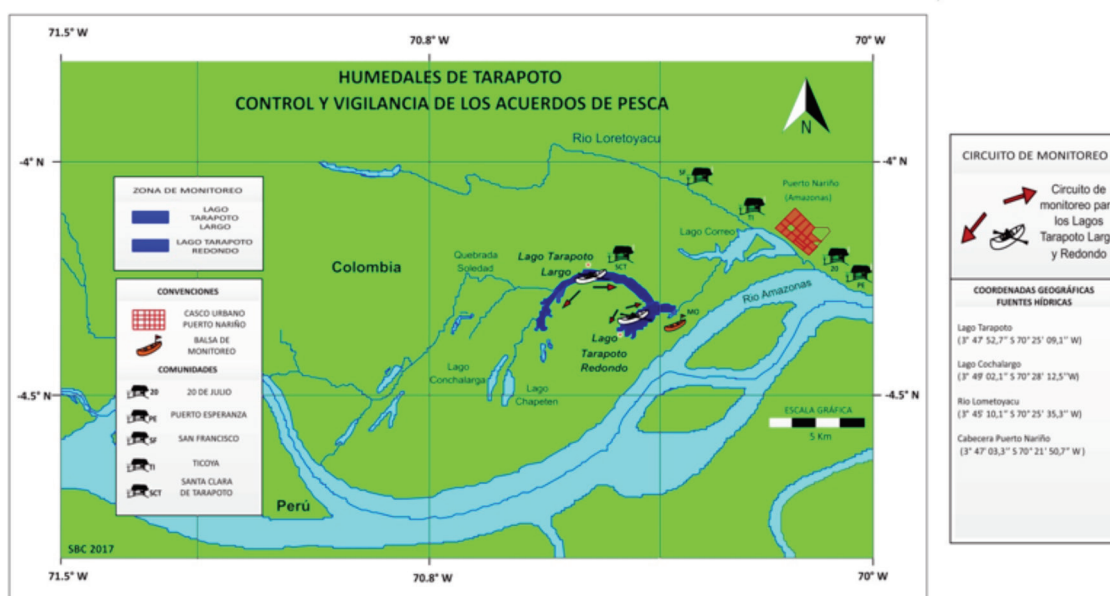 71.5° W
70.8° W
70° W
HUMEDALES DE TARAPOTO
CONTROL Y VIGILANCIA DE LOS ACUERDOS DE PESCA
N
-4° N
-4° N
-4.5° N
-4.5° N
Rio Loretoyacu
SF
TI
Puerto Nariño
(Amazonas)
Lago Correo
20
PE
Rio Amazonas
Colombia
Quebrada
Soledad
Lago Tarapoto
Largo
SCT
MO
Lago
Tarapoto
Redondo
Lago
Conchalarga
Lago
Chapeten
ESCALA GRÁFICA
5 Km
Perú
SBC 2017
71.5° W
70.8° W
70° W
ZONA DE MONITOREO
LAGO
TARAPOTO
LARGO
LAGO TARAPOTO
REDONDO
CONVENCIONES
CASCO URBANO
PUERTO NARIÑO
BALSA DE
MONITOREO
COMUNIDADES
20 20 DE JULIO
PE PUERTO ESPERANZA
SF SAN FRANCISCO
TI TICOYA
SCT SANTA CLARA
DE TARAPOTO
CIRCUITO DE MONITOREO
Circuito de
monitoreo par
los Lagos
Tarapoto Larg
y Redondo
COORDENADAS GEOGRÁFICAS
FUENTES HÍDRICAS
Lago Tarapoto
(3° 47' 52,7'' S 70° 25' 09,1'' W)
Lago Cochalargo
(3° 49' 02,1'' S 70° 28' 12,5'' W)
Rio Lometoyacu
(3° 45' 10,1'' S 70° 25' 35,3'' W)
Cabecera Puerto Nariño
(3° 47' 03,3'' S 70° 21' 50,7'' W )